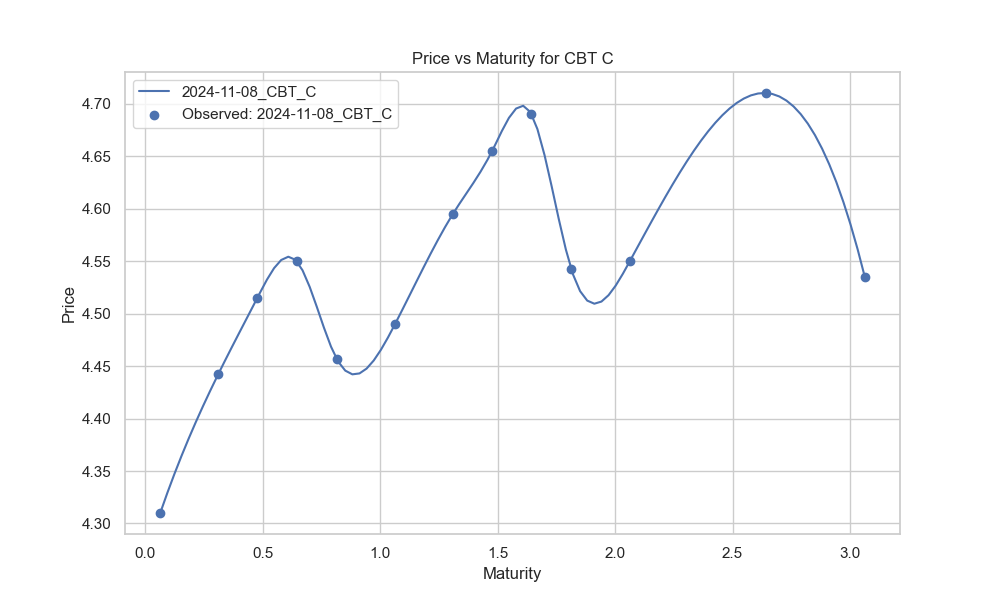 Price vs Maturity for CBT C
2024-11-08_CBT_C
Observed: 2024-11-08_CBT_C
Price
4.70
4.65
4.60
4.55
4.50
4.45
4.40
4.35
4.30
0.0 0.5 1.0 1.5 2.0 2.5 3.0
Maturity